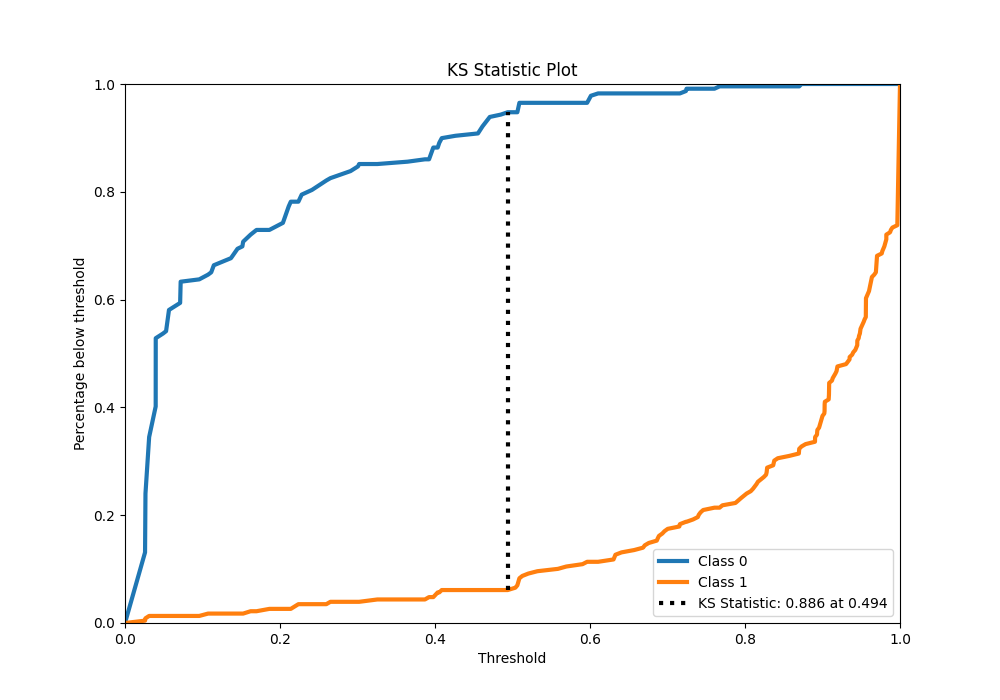 KS Statistic Plot
1.0
0.8
0.6
0.4
0.2
0.0
Percentage below threshold
0.0 0.2 0.4 0.6 0.8 1.0
Threshold
Class 0
Class 1
KS Statistic: 0.886 at 0.494